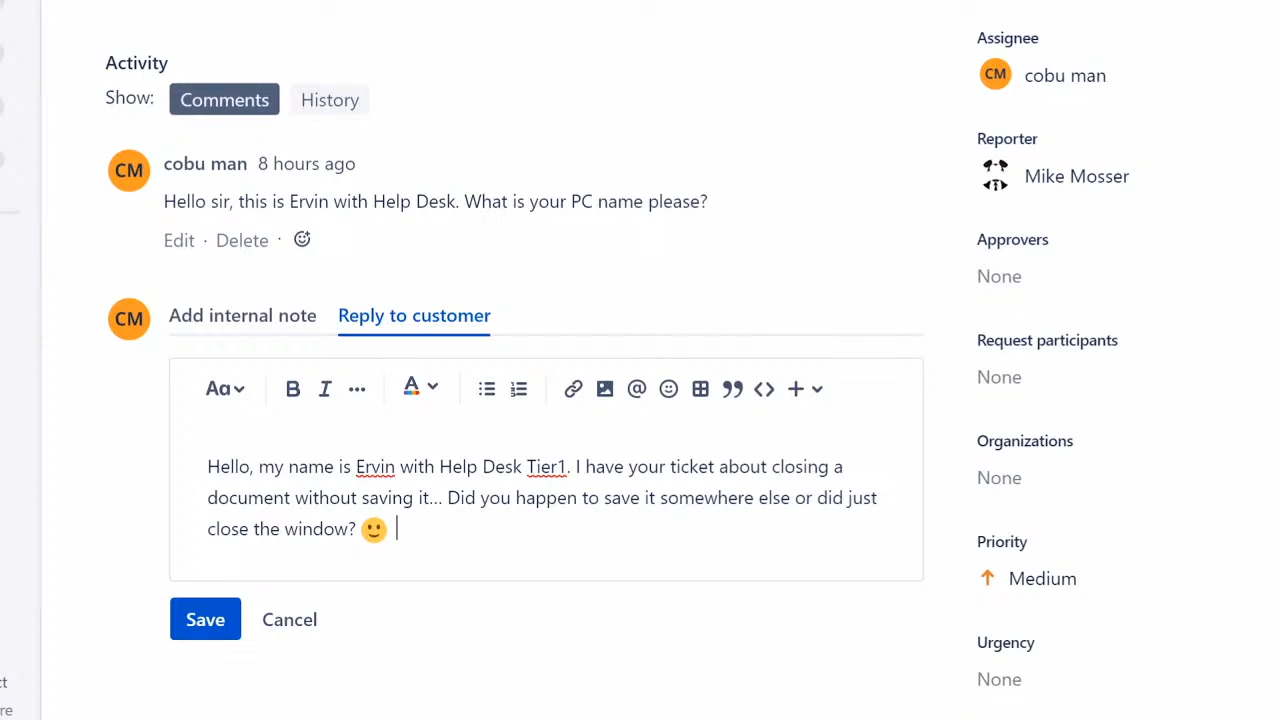 Activity
Show: Comments History
CM cobu man 8 hours ago
Hello sir, this is Ervin with Help Desk. What is your PC name please?
Edit · Delete ·
CM Add internal note Reply to customer
Aa B I ... A @ <> +
Hello, my name is Ervin with Help Desk Tier1. I have your ticket about closing a
document without saving it... Did you happen to save it somewhere else or did just
close the window? 🙂
Save Cancel
Assignee
CM cobu man
Reporter
Mike Mosser
Approvers
None
Request participants
None
Organizations
None
Priority
Medium
Urgency
None
ct
re